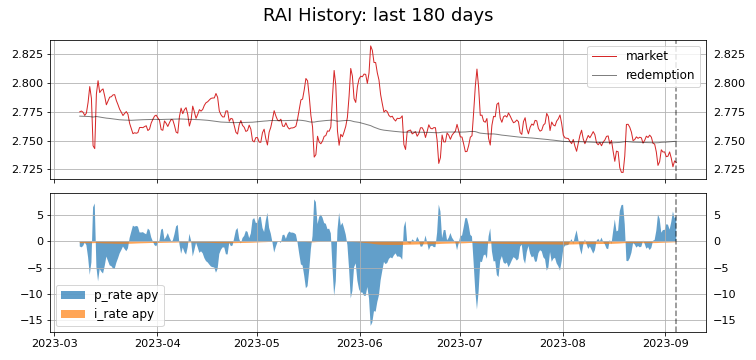 RAI History: last 180 days
2.825 2.825
2.800 2.800
2.775 2.775
2.750 2.750
2.725 2.725
market
redemption
5 5
0 0
−5 −5
−10 −10
−15 −15
p_rate apy
i_rate apy
2023-03 2023-04 2023-05 2023-06 2023-07 2023-08 2023-09